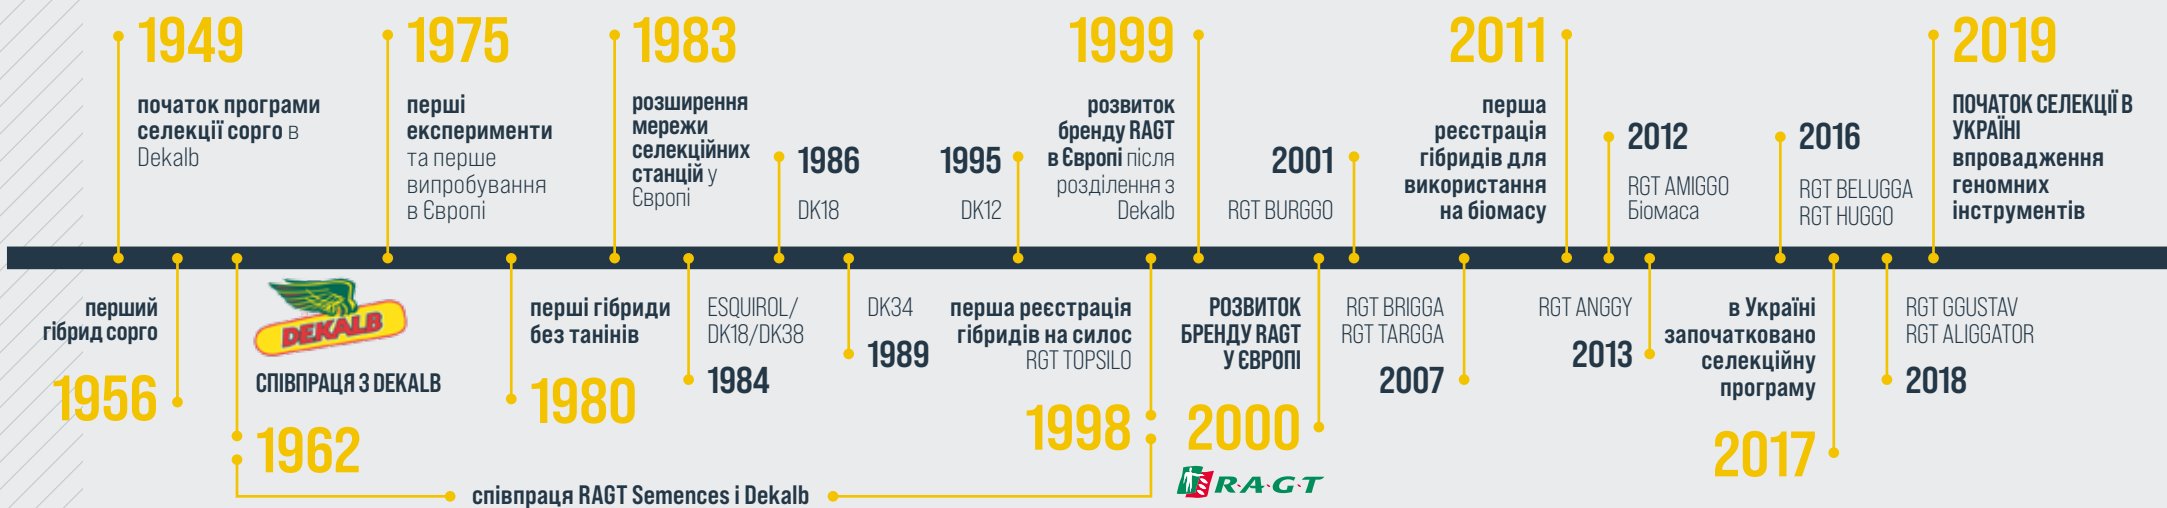 1949
початок програми
селекції сорго в
Dekalb
1956
перший
гібрид сорго
1962
DEKALB
СПІВПРАЦЯ З DEKALB
співпраця RAGT Semences і Dekalb
1975
перші
експерименти
та перше
випробування
в Європі
1980
перші гібриди
без танінів
1983
розширення
мережи
селекційних
станцій у
Європі
ESQUIROL/
DK18/DK38
1984
1986
DK18
DK34
1989
1995
DK12
перша реєстрація
гібридів на силос
RGT TOPSILO
1998
1999
розвиток
бренду RAGT
в Європі після
розділення з
Dekalb
РОЗВИТОК
БРЕНДУ RAGT
У ЄВРОПІ
2000
R·A·G·T
2001
RGT BURGGO
RGT BRIGGA
RGT TARGGA
2007
2011
перша
реєстрація
гібридів для
використання
на біомасу
2012
RGT AMIGGO
Біомаса
RGT ANGGY
2013
2016
RGT BELUGGA
RGT HUGGO
в Україні
започатковано
селекційну
програму
2017
RGT GGUSTAV
RGT ALIGGATOR
2018
2019
ПОЧАТОК СЕЛЕКЦІЇ В
УКРАЇНІ
впровадження
геномних
інструментів